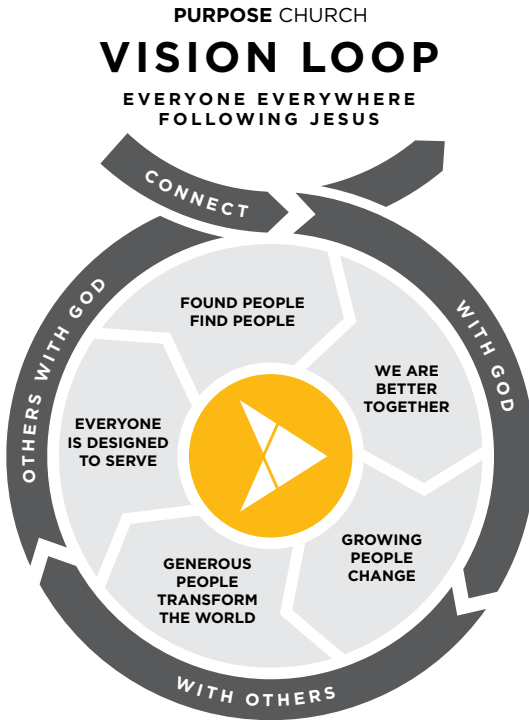 PURPOSE CHURCH
VISION LOOP
EVERYONE EVERYWHERE
FOLLOWING JESUS
CONNECT
WITH GOD
WITH OTHERS
OTHERS WITH GOD
FOUND PEOPLE
FIND PEOPLE
WE ARE
BETTER
TOGETHER
GROWING
PEOPLE
CHANGE
GENEROUS
PEOPLE
TRANSFORM
THE WORLD
EVERYONE
IS DESIGNED
TO SERVE